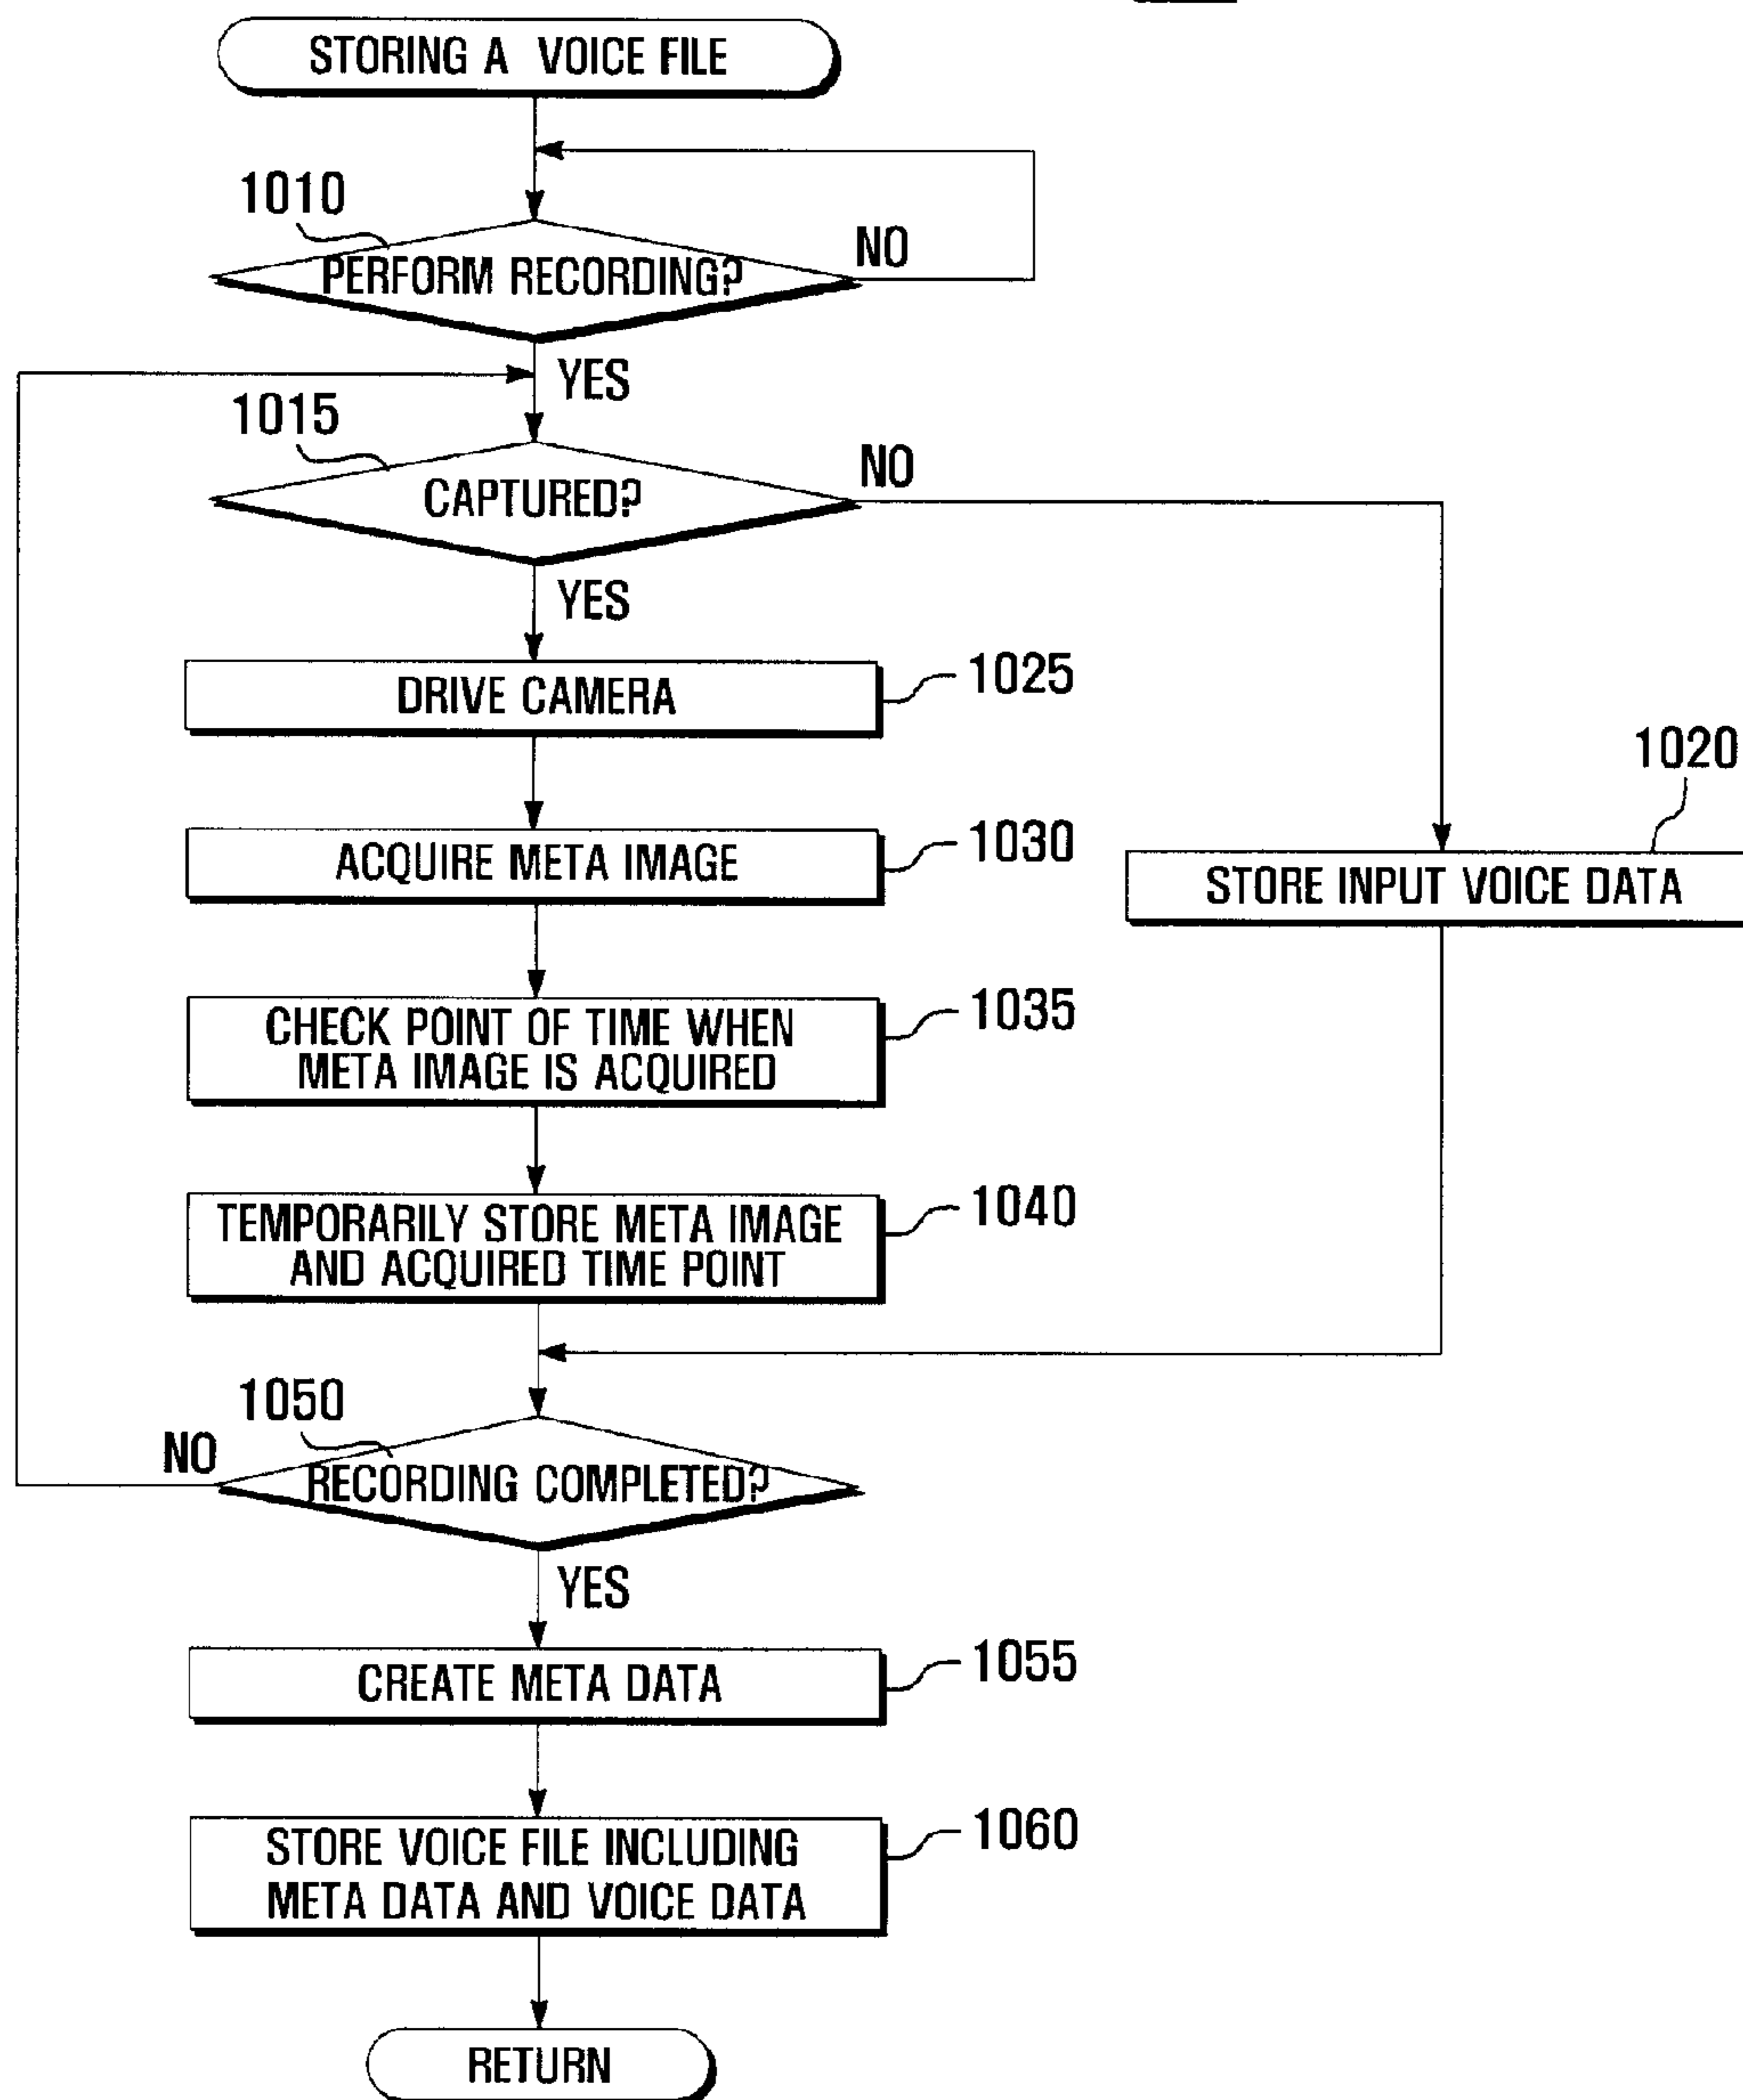 STORING A VOICE FILE
1010
PERFORM RECORDING?
NO
YES
1015
CAPTURED?
NO
YES
DRIVE CAMERA
1025
ACQUIRE META IMAGE
1030
1020
STORE INPUT VOICE DATA
CHECK POINT OF TIME WHEN
META IMAGE IS ACQUIRED
1035
TEMPORARILY STORE META IMAGE
AND ACQUIRED TIME POINT
1040
1050
NO
RECORDING COMPLETED?
YES
CREATE META DATA
1055
STORE VOICE FILE INCLUDING
META DATA AND VOICE DATA
1060
RETURN